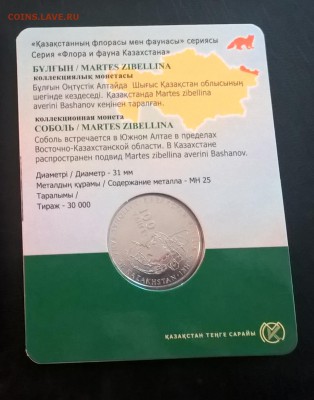 COINS.LAVE.RU
«Қазақстанның флорасы мен фаунасы» сериясы
Серия «Флора и фауна Казахстана»
БҰЛҒЫН / MARTES ZIBELLINA
коллекциялық монетасы
Бұлғын Оңтүстік Алтайда Шығыс Қазақстан облысының
шегінде кездеседі. Қазақстанда Martes zibellina
averini Bashanov кеңінен таралған.
коллекционная монета
СОБОЛЬ / MARTES ZIBELLINA
Соболь встречается в Южном Алтае в пределах
Восточно-Казахстанской области. В Казахстане
распространен подвид Martes zibellina averini Bashanov.
Диаметрі / Диаметр - 31 мм
Металдың құрамы / Содержание металла - МН 25
Таралымы /
Тираж - 30 000
100
KAZAKHSTAN
ҚАЗАҚСТАН ТЕҢГЕ САРАЙЫ